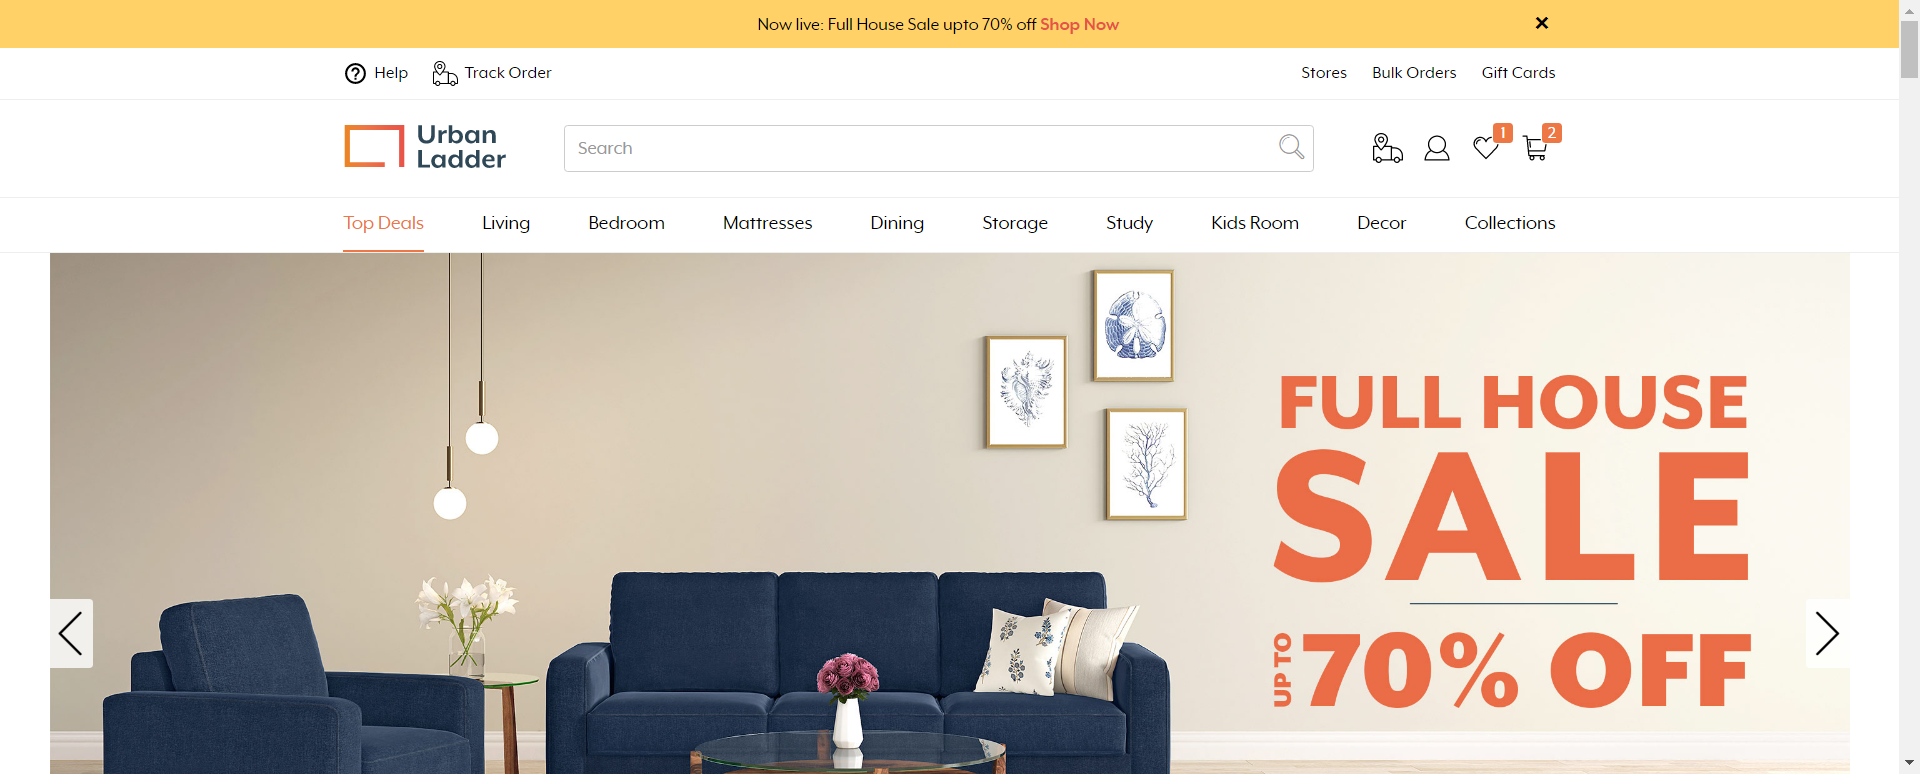 Now live: Full House Sale upto 70% off Shop Now
Help
Track Order
Stores
Bulk Orders
Gift Cards
Urban
Ladder
Search
1
2
Top Deals
Living
Bedroom
Mattresses
Dining
Storage
Study
Kids Room
Decor
Collections
FULL HOUSE
SALE
UP TO
70% OFF